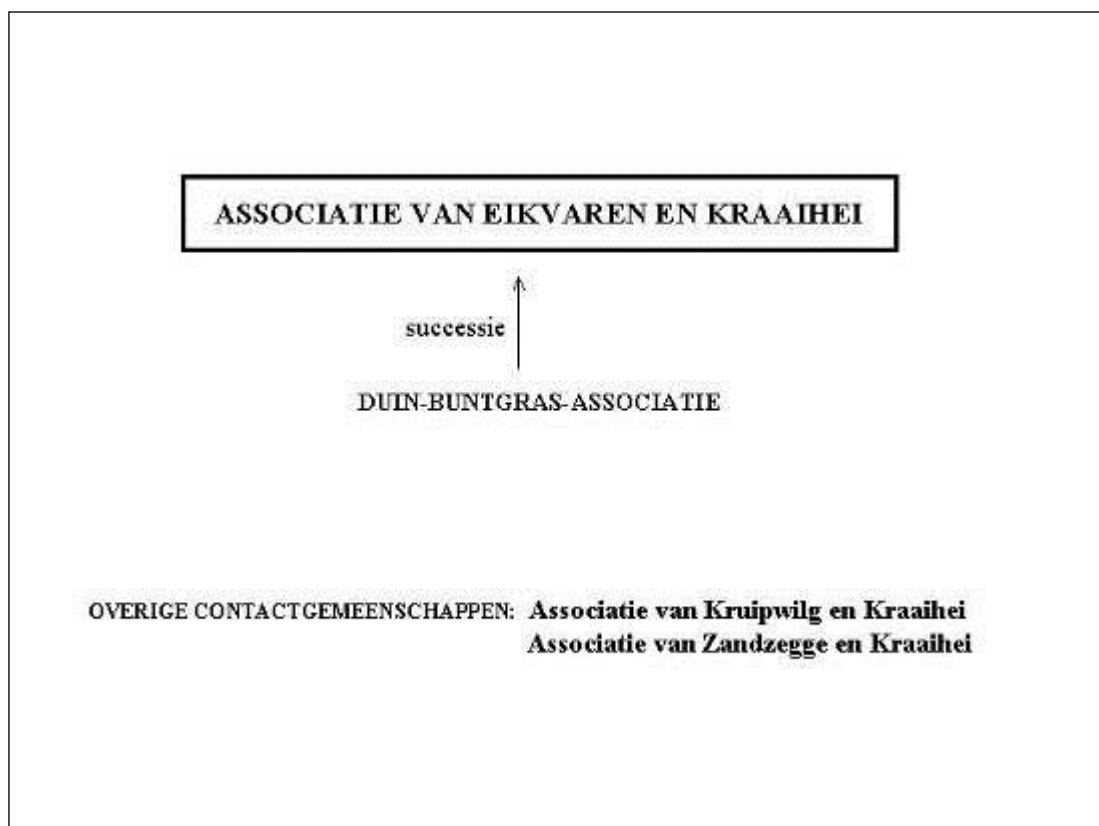 ASSOCIATIE VAN EIKVAREN EN KRAAIHEI
successie
DUIN-BUNTGRAS-ASSOCIATIE
OVERIGE CONTACTGEMEENSCHAPPEN: Associatie van Kruipwilg en Kraaihei
Associatie van Zandzegge en Kraaihei